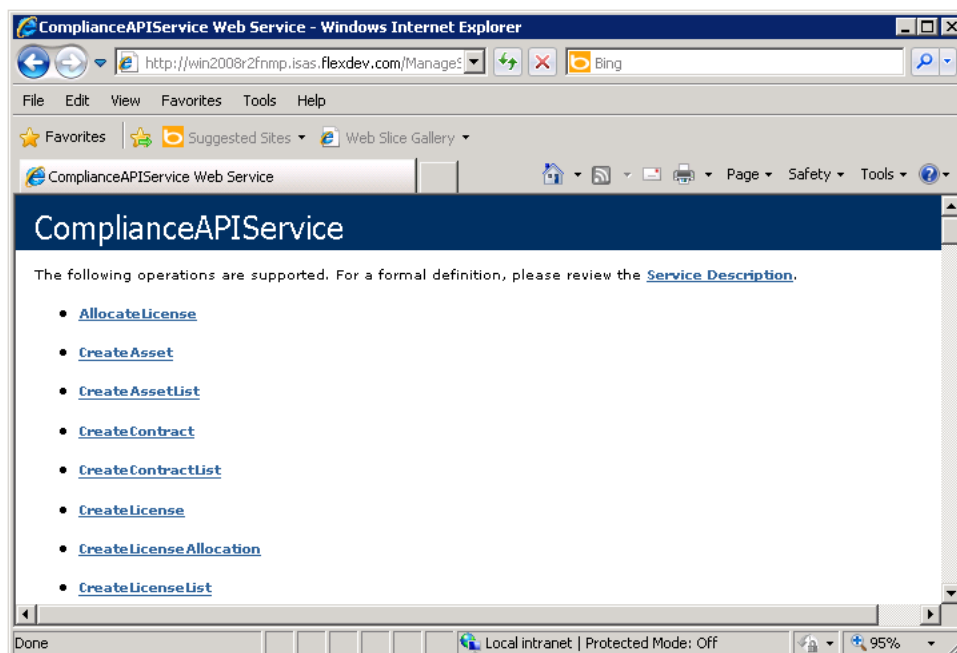 ComplianceAPIService Web Service - Windows Internet Explorer
http://win2008r2fnmp.isas.flexdev.com/ManageS
Bing
File Edit View Favorites Tools Help
Favorites Suggested Sites Web Slice Gallery
ComplianceAPIService Web Service Page Safety Tools
ComplianceAPIService
The following operations are supported. For a formal definition, please review the Service Description.
AllocateLicense
CreateAsset
CreateAssetList
CreateContract
CreateContractList
CreateLicense
CreateLicenseAllocation
CreateLicenseList
Done Local intranet | Protected Mode: Off 95%